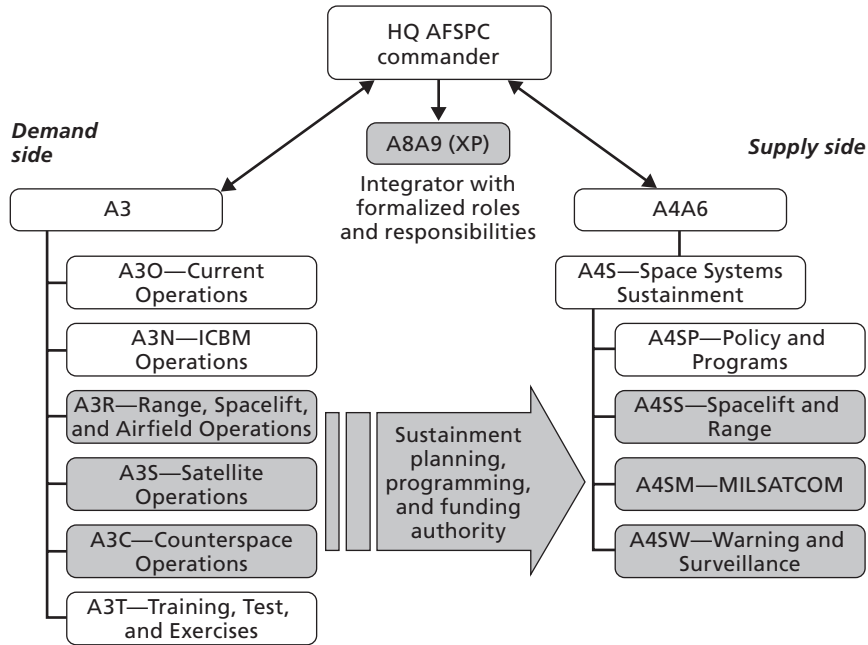 HQ AFSPC
commander
Demand
side
A8A9 (XP)
Supply side
Integrator with
formalized roles
and responsibilities
A3
A4A6
A3O—Current
Operations
A3N—ICBM
Operations
A3R—Range, Spacelift,
and Airfield Operations
A3S—Satellite
Operations
A3C—Counterspace
Operations
A3T—Training, Test,
and Exercises
Sustainment
planning,
programming,
and funding
authority
A4S—Space Systems
Sustainment
A4SP—Policy and
Programs
A4SS—Spacelift and
Range
A4SM—MILSATCOM
A4SW—Warning and
Surveillance